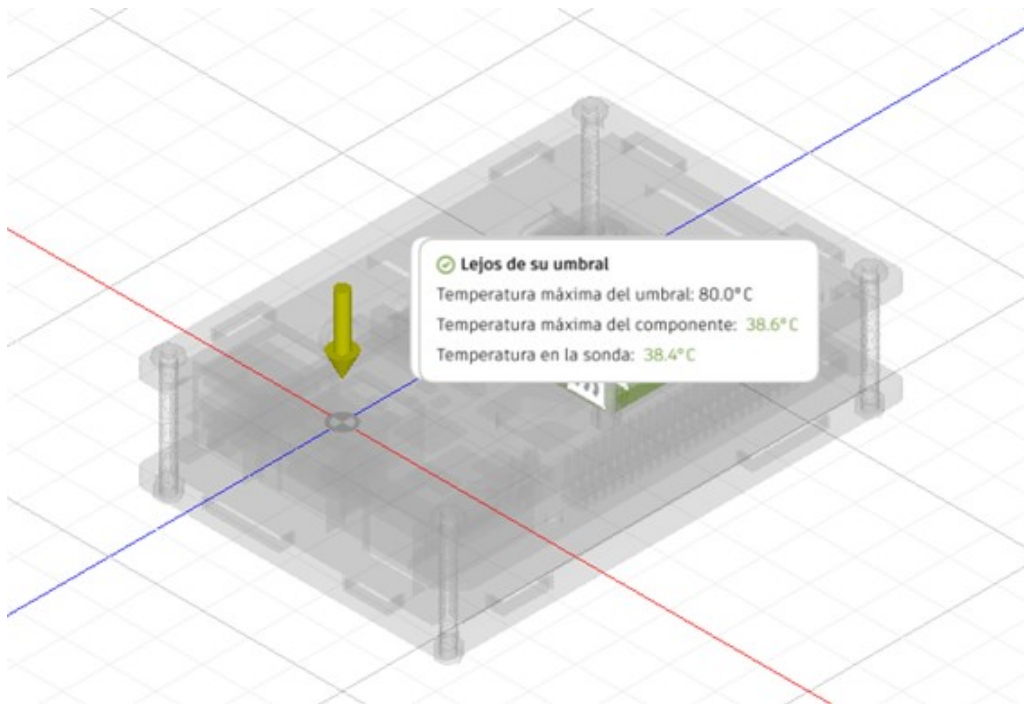 Lejos de su umbral
Temperatura máxima del umbral: 80.0°C
Temperatura máxima del componente: 38.6°C
Temperatura en la sonda: 38.4°C